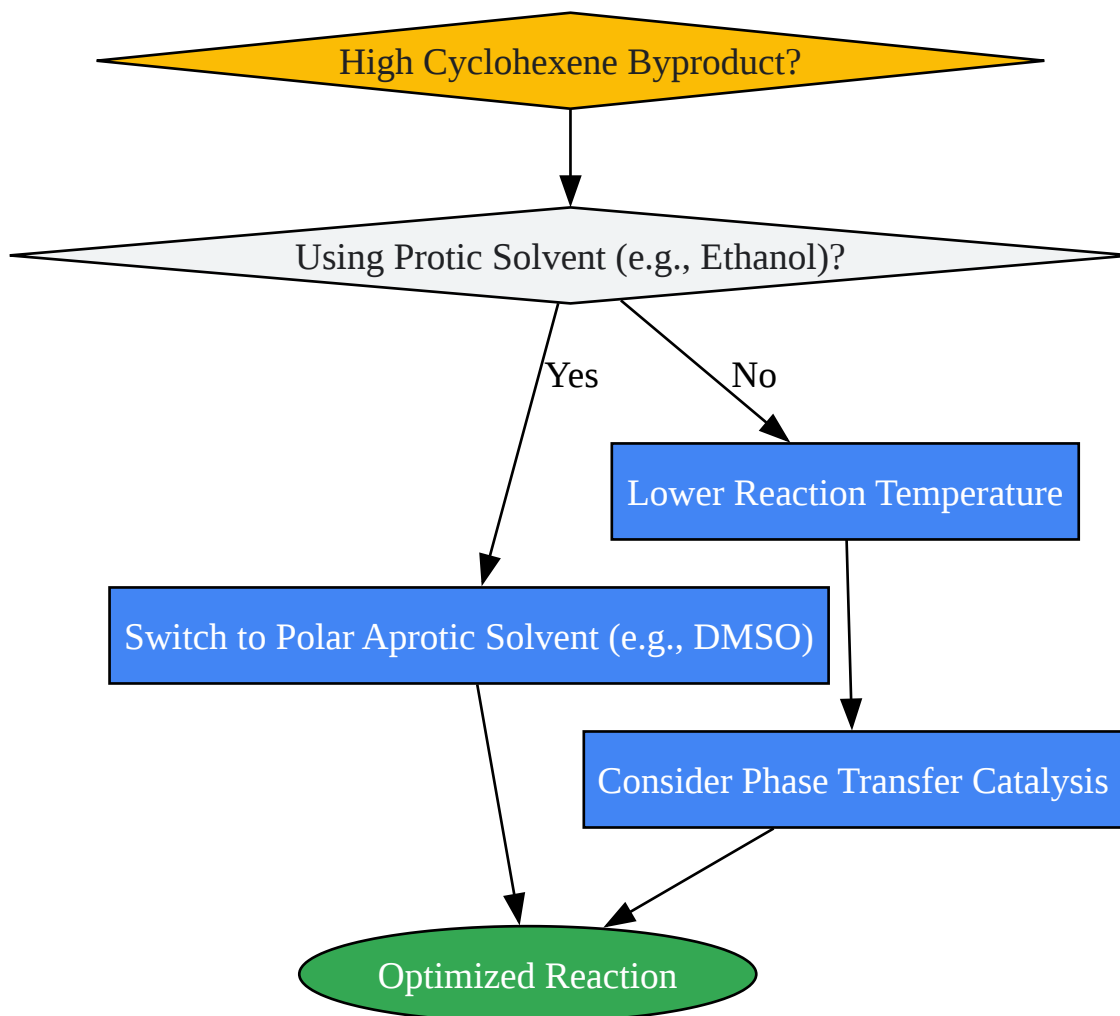 High Cyclohexene Byproduct?
Using Protic Solvent (e.g., Ethanol)?
Yes
No
Lower Reaction Temperature
Switch to Polar Aprotic Solvent (e.g., DMSO)
Consider Phase Transfer Catalysis
Optimized Reaction